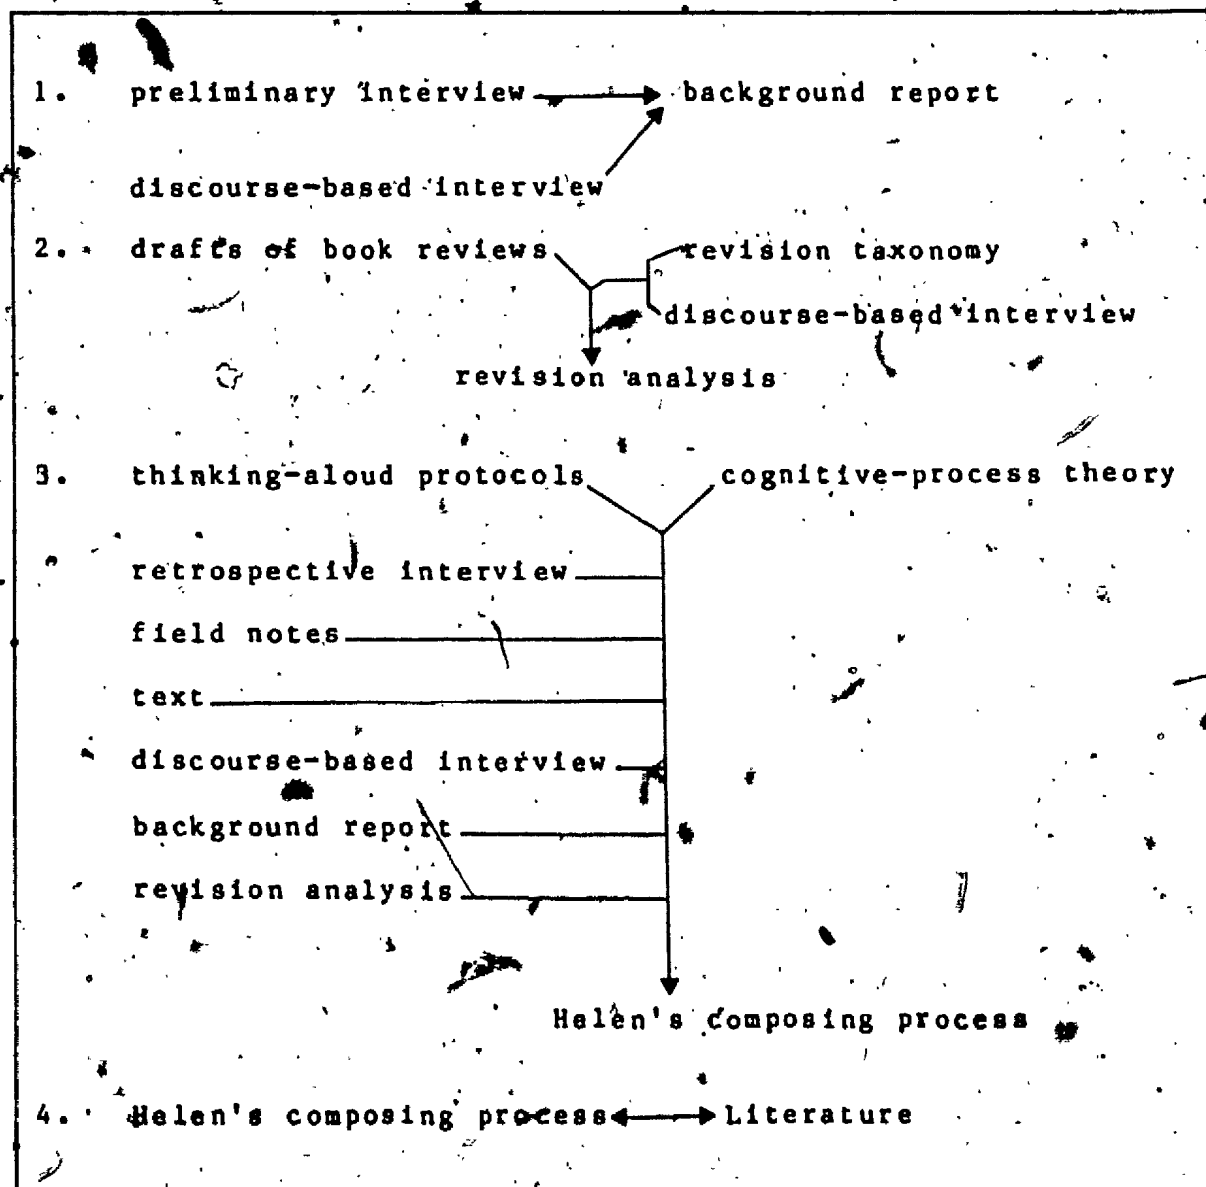 1. preliminary interview background report
discourse-based interview
2. drafts of book reviews revision taxonomy
discourse-based interview
revision analysis
3. thinking-aloud protocols cognitive-process theory
retrospective interview
field notes
text
discourse-based interview
background report
revision analysis
Helen's composing process
4. Helen's composing process Literature